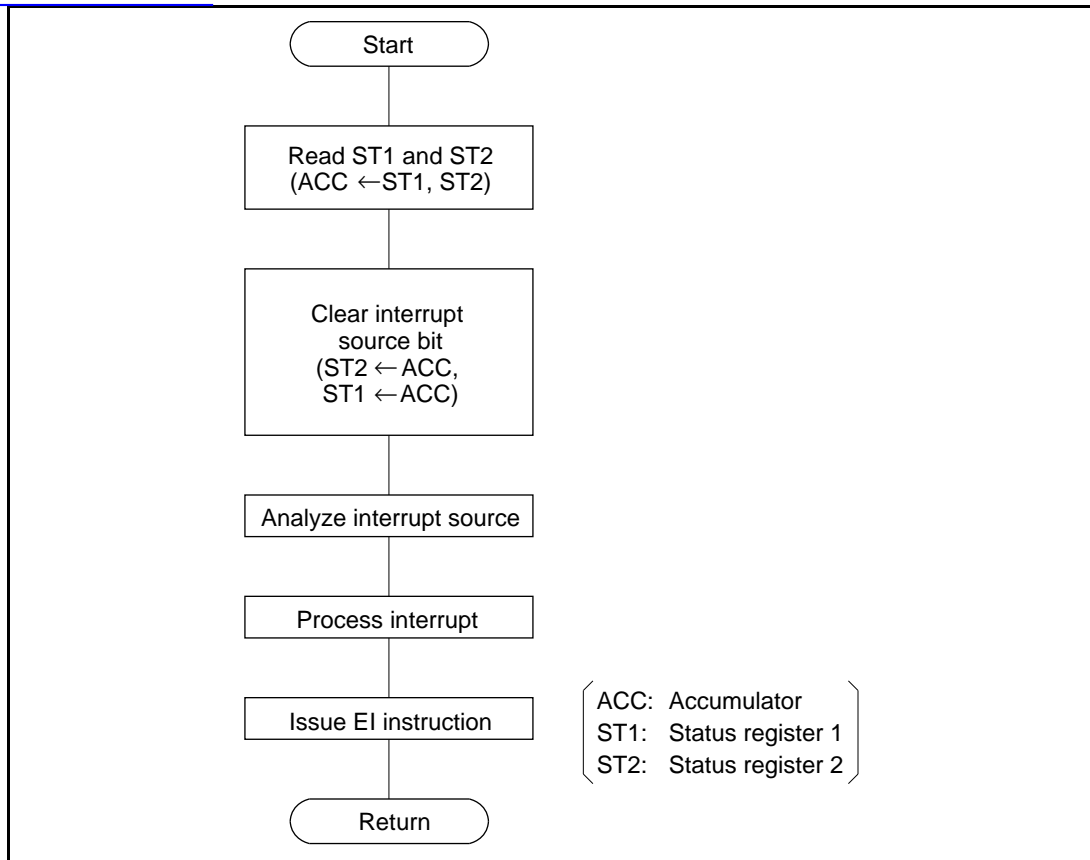 Start
Read ST1 and ST2
(ACC ←ST1, ST2)
Clear interrupt
source bit
(ST2 ←ACC,
ST1 ←ACC)
Analyze interrupt source
Process interrupt
Issue EI instruction
ACC: Accumulator
ST1: Status register 1
ST2: Status register 2
Return